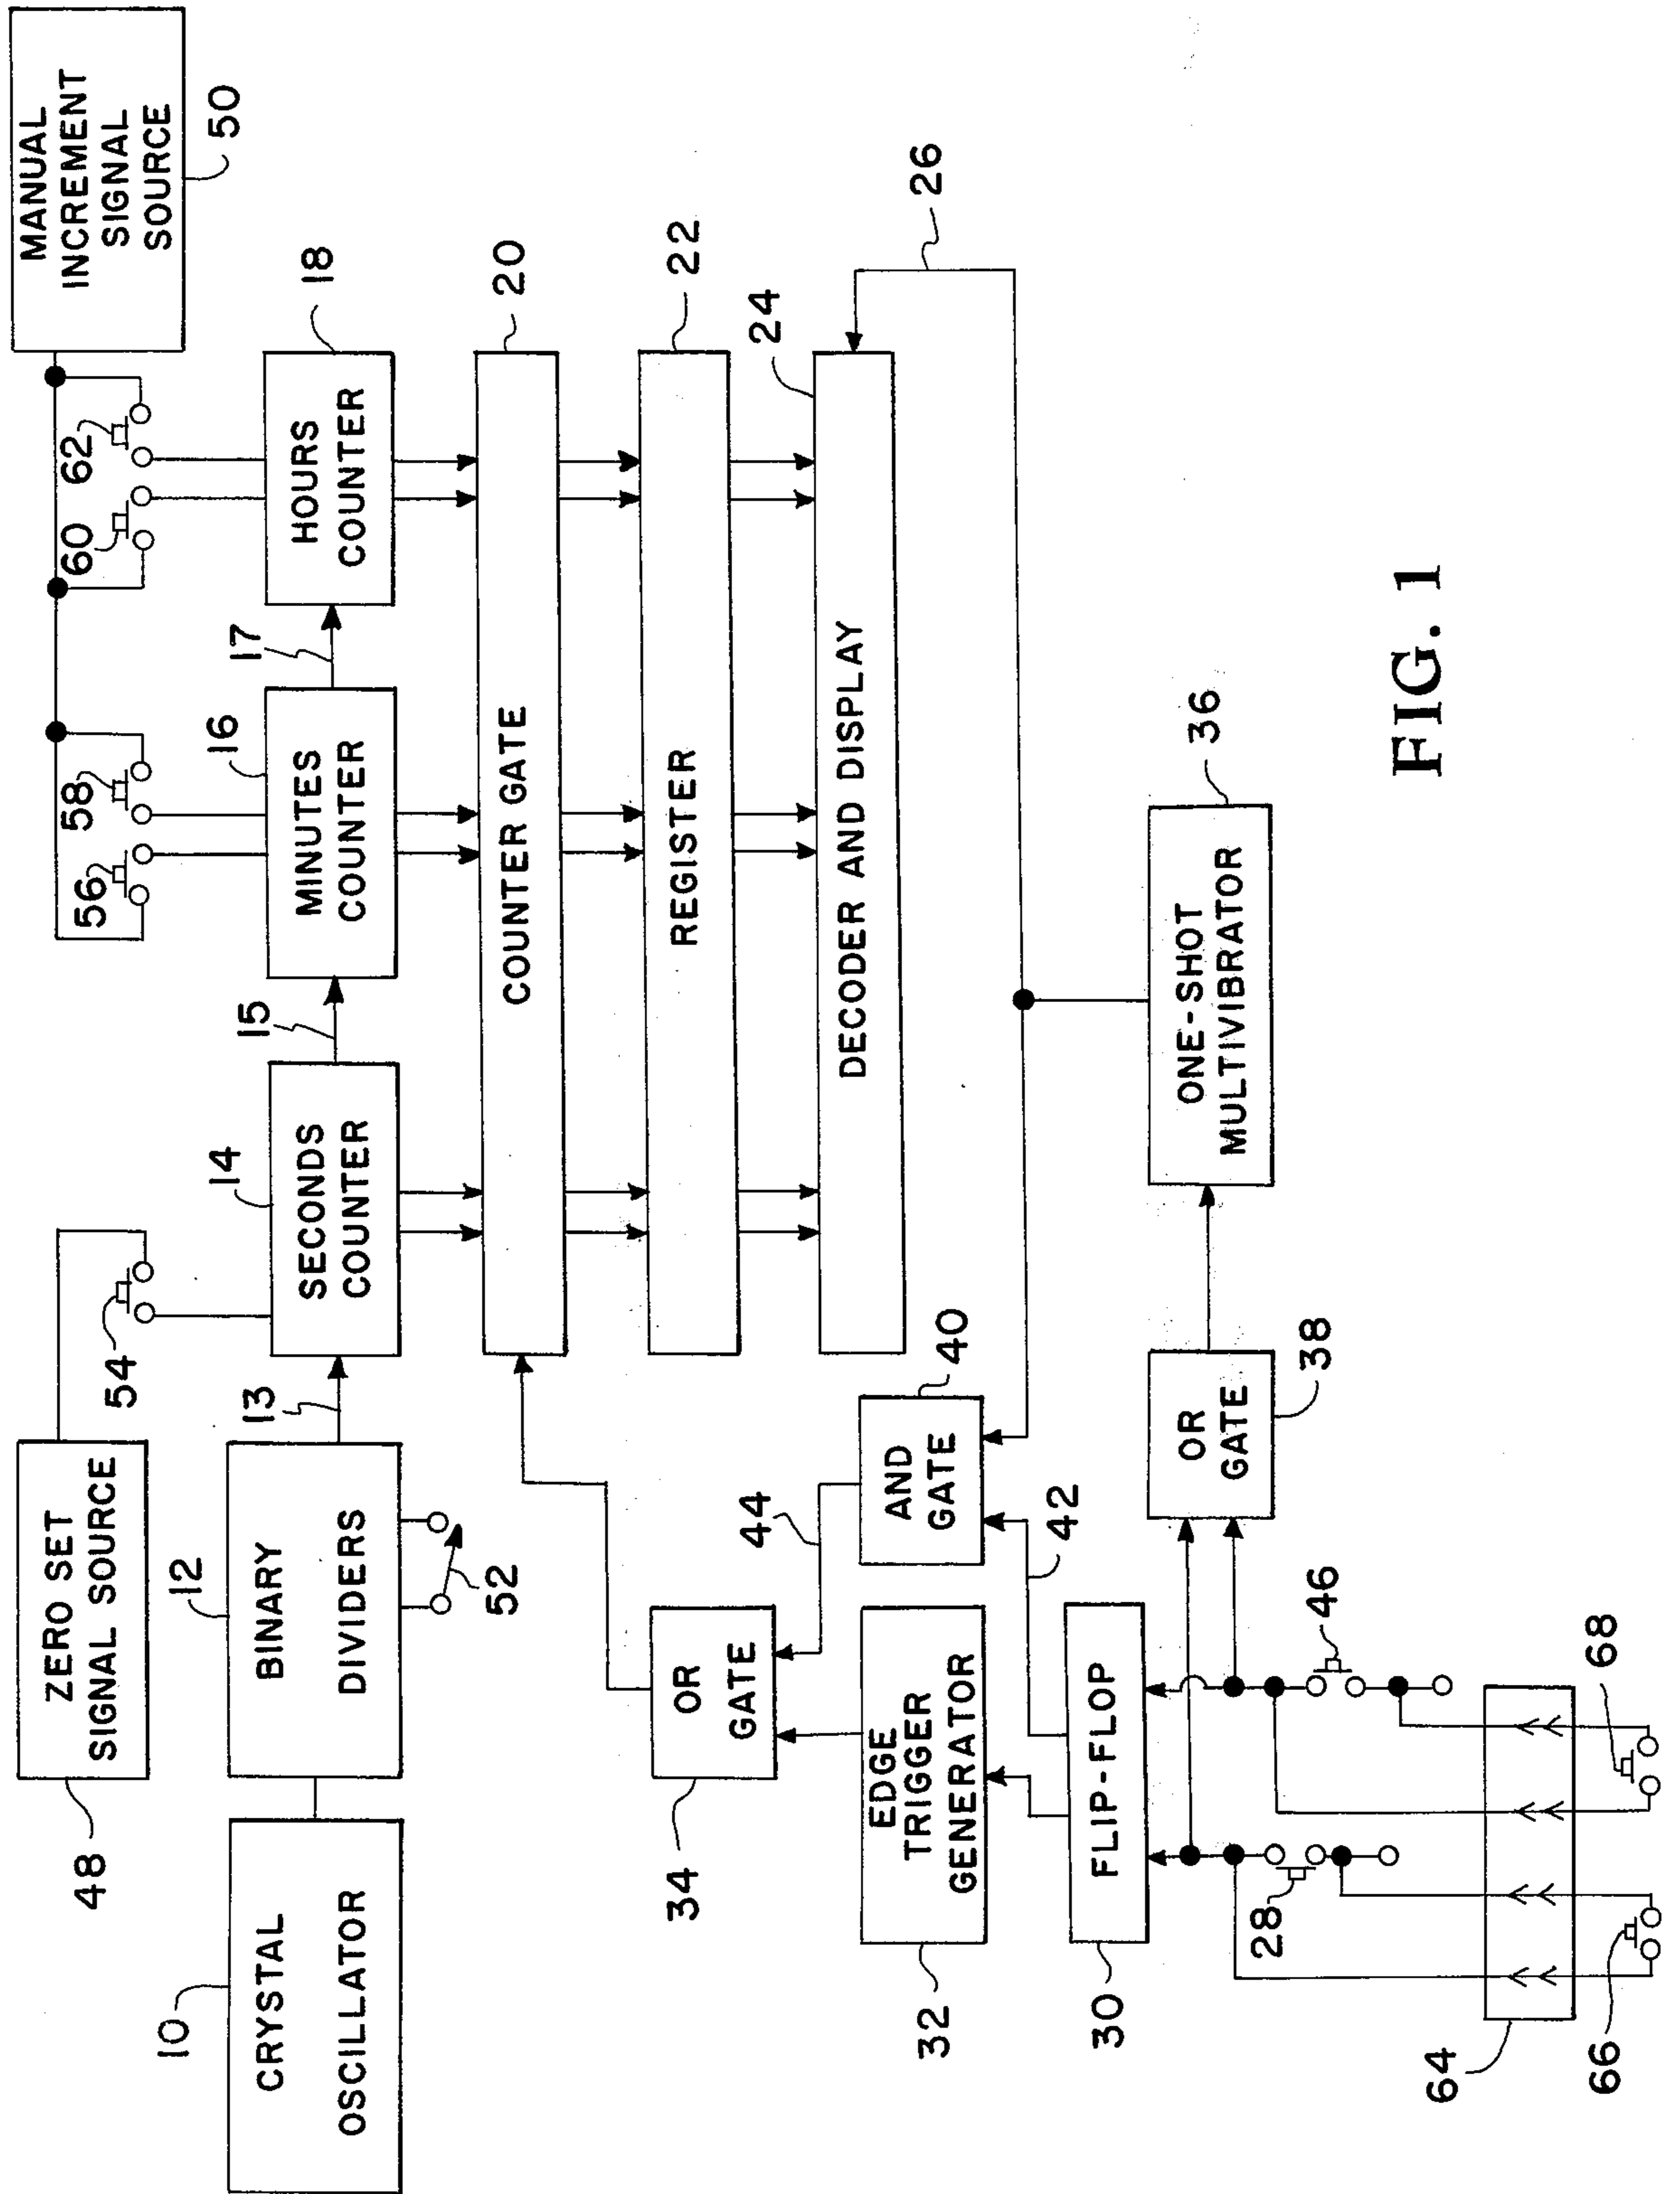 MANUAL
INCREMENT
SIGNAL
SOURCE
50
ZERO SET
SIGNAL SOURCE
48
54
56
58
60
62
10
CRYSTAL
OSCILLATOR
12
BINARY
DIVIDERS
52
13
14
SECONDS
COUNTER
15
16
MINUTES
COUNTER
17
18
HOURS
COUNTER
COUNTER GATE
20
REGISTER
22
DECODER AND DISPLAY
24
26
34
OR
GATE
44
32
EDGE
TRIGGER
GENERATOR
AND
GATE
40
42
30
FLIP-FLOP
OR
GATE
38
ONE-SHOT
MULTIVIBRATOR
36
28
46
64
66
68
FIG. 1